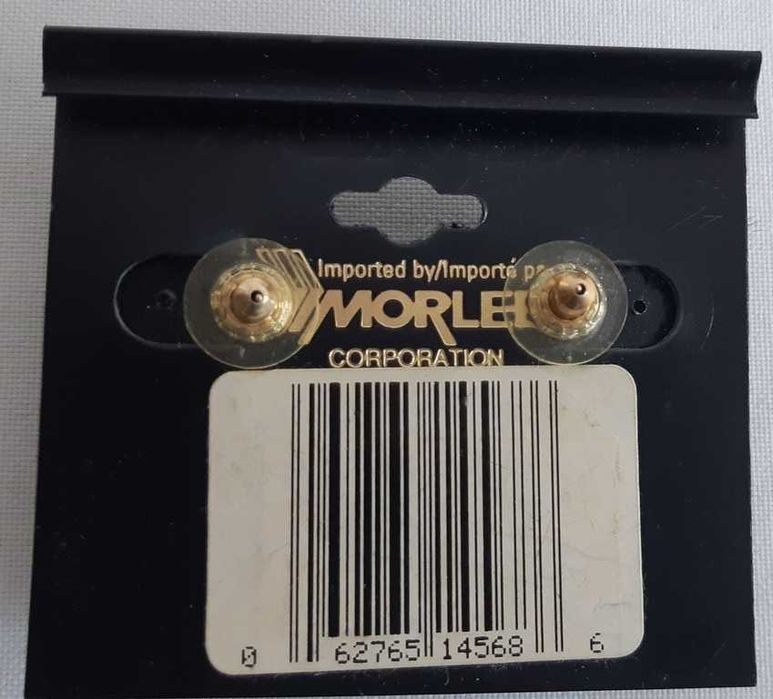 Imported by/Importé
CORPORATION
0 62765 14568 6